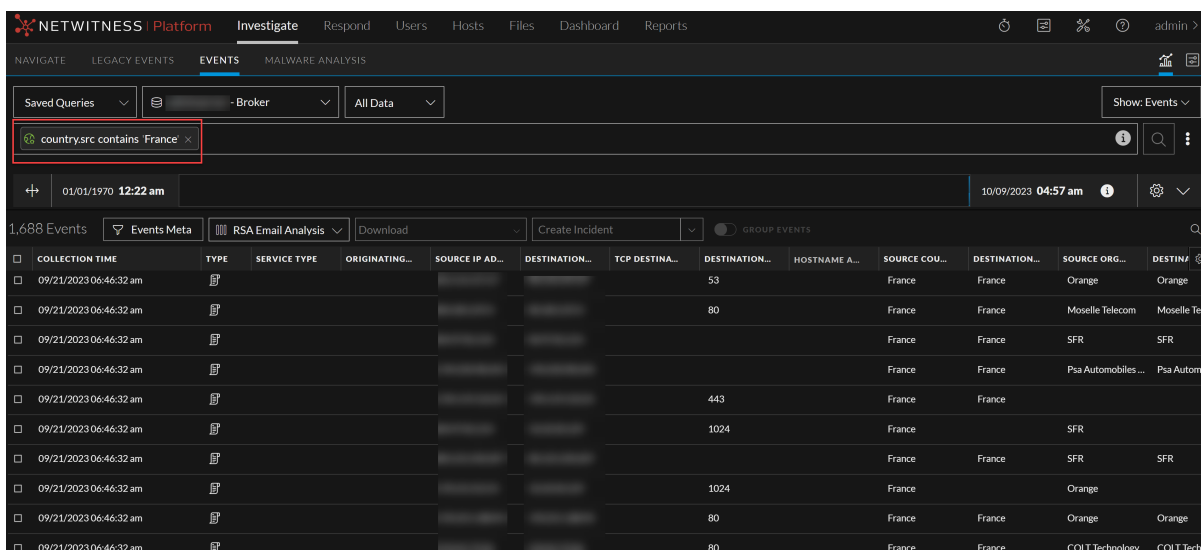 NETWITNESS | Platform Investigate Respond Users Hosts Files Dashboard Reports admin >
NAVIGATE LEGACY EVENTS EVENTS MALWARE ANALYSIS
Saved Queries - Broker All Data Show: Events
country.src contains 'France' ×
01/01/1970 12:22 am 10/09/2023 04:57 am
1,688 Events Events Meta RSA Email Analysis Download Create Incident GROUP EVENTS
COLLECTION TIME TYPE SERVICE TYPE ORIGINATING... SOURCE IP AD... DESTINATION... TCP DESTINA... DESTINATION... HOSTNAME A... SOURCE COU... DESTINATION... SOURCE ORG... DESTINA
09/21/2023 06:46:32 am 53 France France Orange Orange
09/21/2023 06:46:32 am 80 France France Moselle Telecom Moselle Te
09/21/2023 06:46:32 am France France SFR SFR
09/21/2023 06:46:32 am France France Psa Automobiles ... Psa Autom
09/21/2023 06:46:32 am 443 France France
09/21/2023 06:46:32 am 1024 France SFR
09/21/2023 06:46:32 am France France SFR SFR
09/21/2023 06:46:32 am 1024 France Orange
09/21/2023 06:46:32 am 80 France France Orange Orange
09/21/2023 06:46:32 am 80 France France COLT Technology COLT Tech